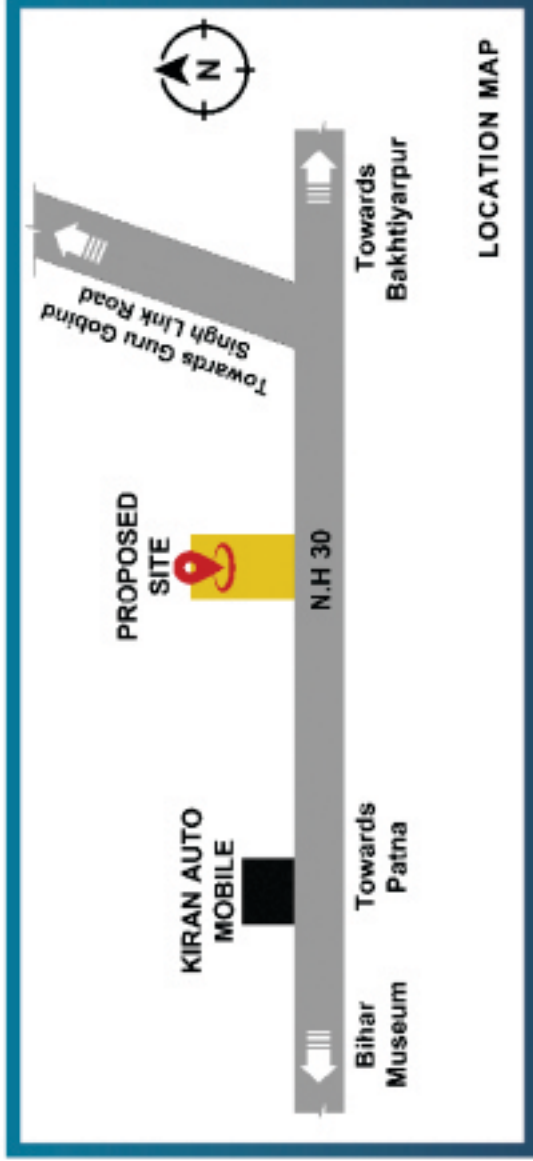 N
Towards Guru Gobind
Singh Link Road
PROPOSED
SITE
KIRAN AUTO
MOBILE
N.H 30
Bihar
Museum
Towards
Patna
Towards
Bakhtiyarpur
LOCATION MAP